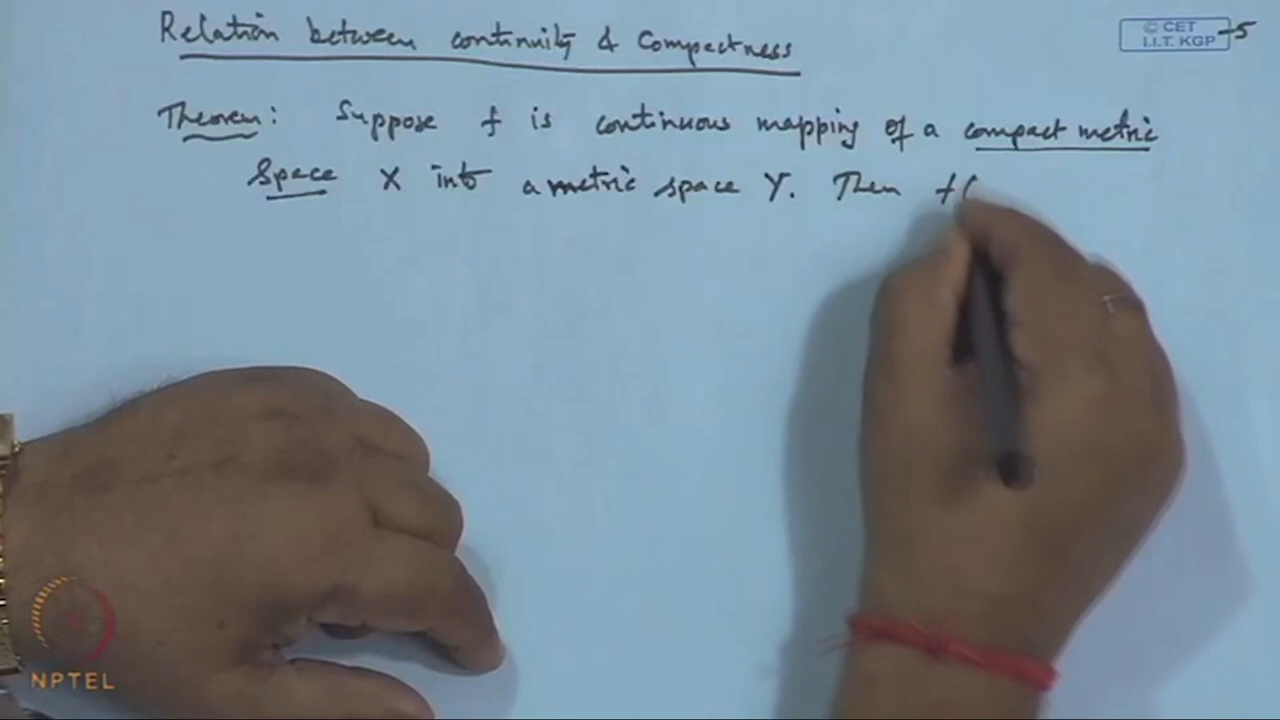 Relation between continuity & Compactness
© CET
I.I.T. KGP
-5
Theorem: Suppose f is continuous mapping of a compact metric
Space X into a metric space Y. Then f(
NPTEL